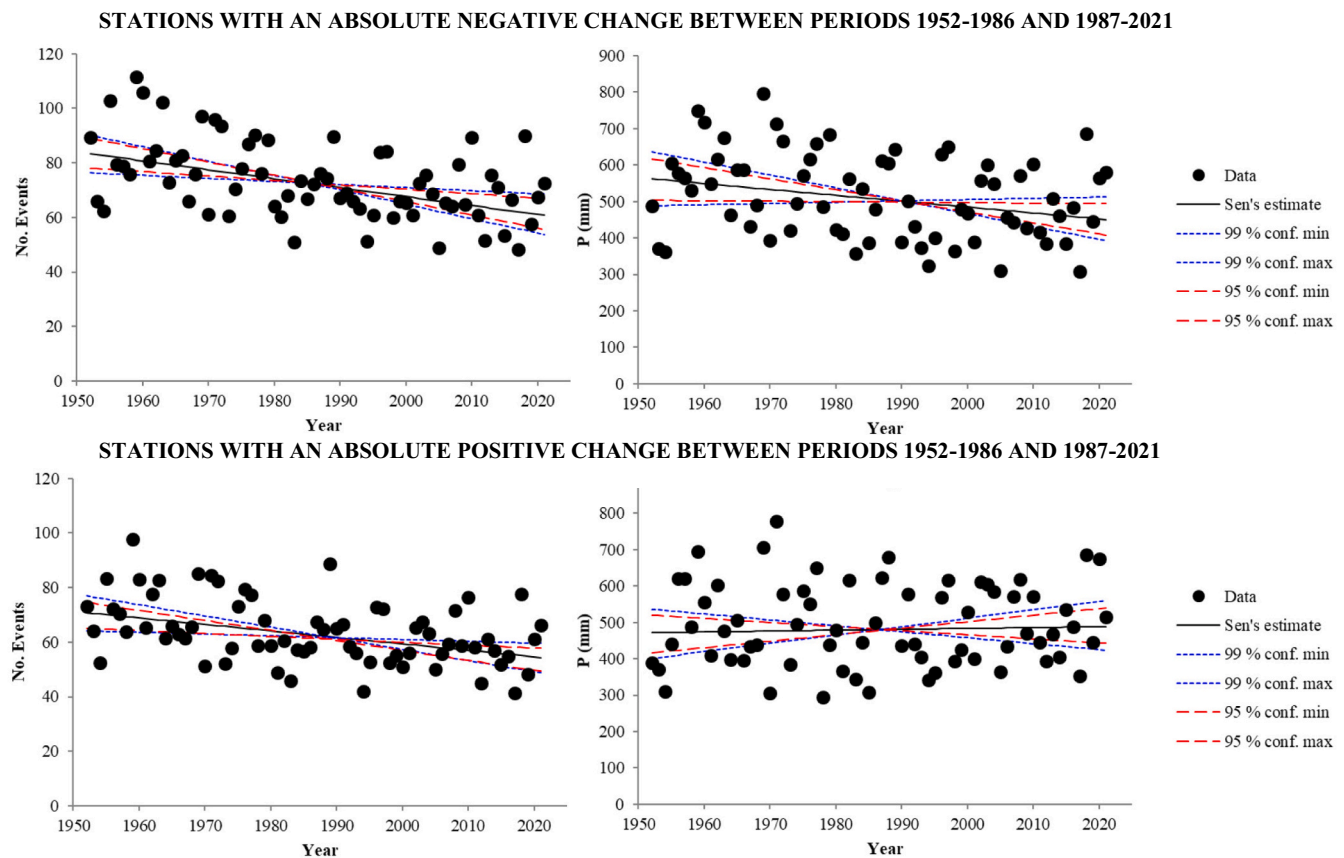 STATIONS WITH AN ABSOLUTE NEGATIVE CHANGE BETWEEN PERIODS 1952-1986 AND 1987-2021
120
100
80
60
40
20
0
No. Events
1950 1960 1970 1980 1990 2000 2010 2020
Year
900
800
700
600
500
400
300
200
100
0
P (mm)
1950 1960 1970 1980 1990 2000 2010 2020
Year
Data
Sen's estimate
99 % conf. min
99 % conf. max
95 % conf. min
95 % conf. max
STATIONS WITH AN ABSOLUTE POSITIVE CHANGE BETWEEN PERIODS 1952-1986 AND 1987-2021
120
100
80
60
40
20
0
No. Events
1950 1960 1970 1980 1990 2000 2010 2020
Year
800
700
600
500
400
300
200
100
0
P (mm)
1950 1960 1970 1980 1990 2000 2010 2020
Year
Data
Sen's estimate
99 % conf. min
99 % conf. max
95 % conf. min
95 % conf. max